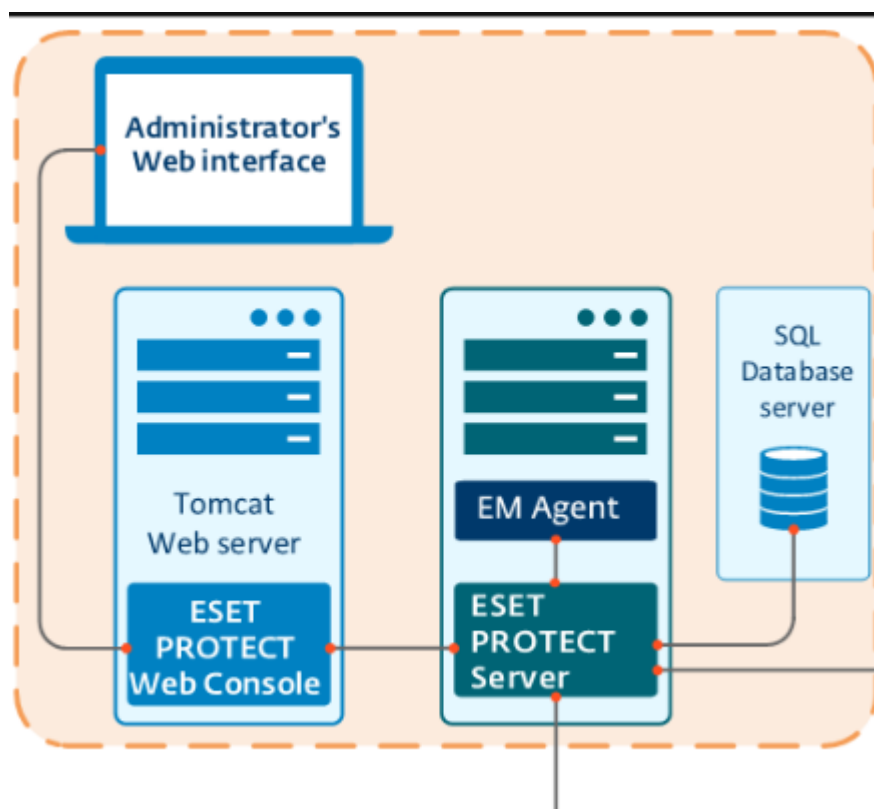 Administrator's
Web interface
Tomcat
Web server
ESET
PROTECT
Web Console
EM Agent
ESET
PROTECT
Server
SQL
Database
server